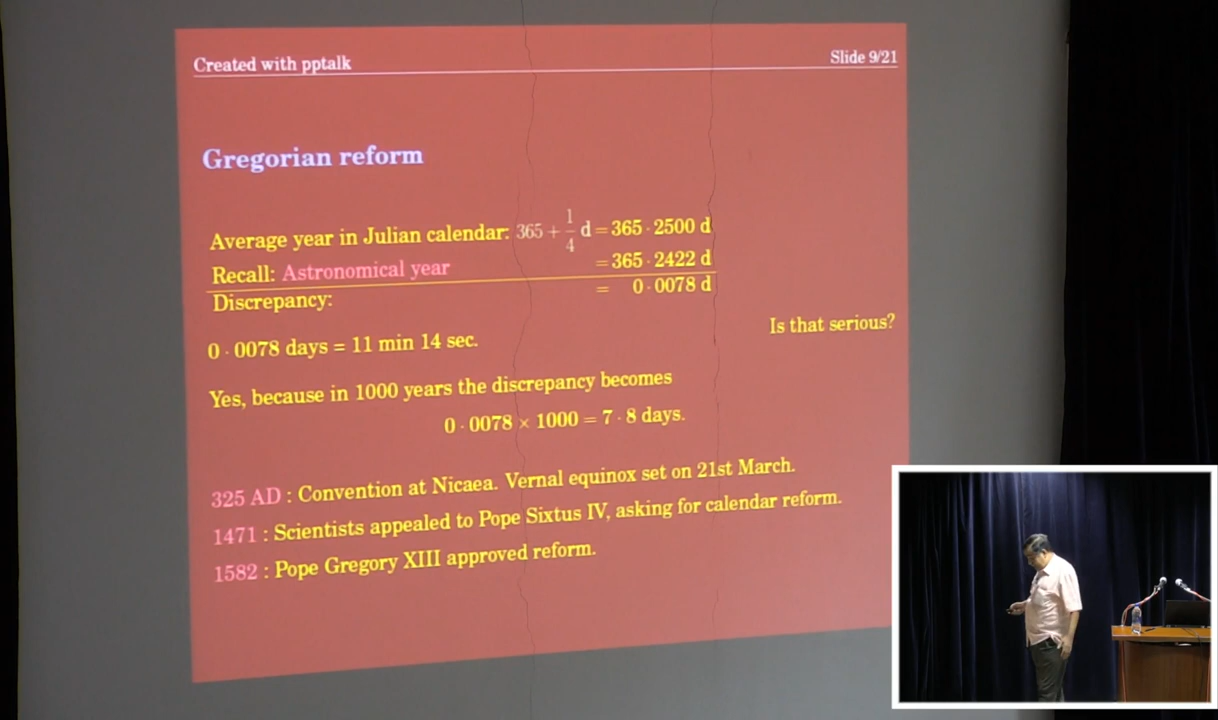 Created with pptalk
Slide 9/21
Gregorian reform
Average year in Julian calendar: 365 + 1/4 d = 365·2500 d
Recall: Astronomical year = 365·2422 d
Discrepancy: = 0·0078 d
Is that serious?
0·0078 days = 11 min 14 sec.
Yes, because in 1000 years the discrepancy becomes
0·0078 × 1000 = 7·8 days.
325 AD : Convention at Nicaea. Vernal equinox set on 21st March.
1471 : Scientists appealed to Pope Sixtus IV, asking for calendar reform.
1582 : Pope Gregory XIII approved reform.